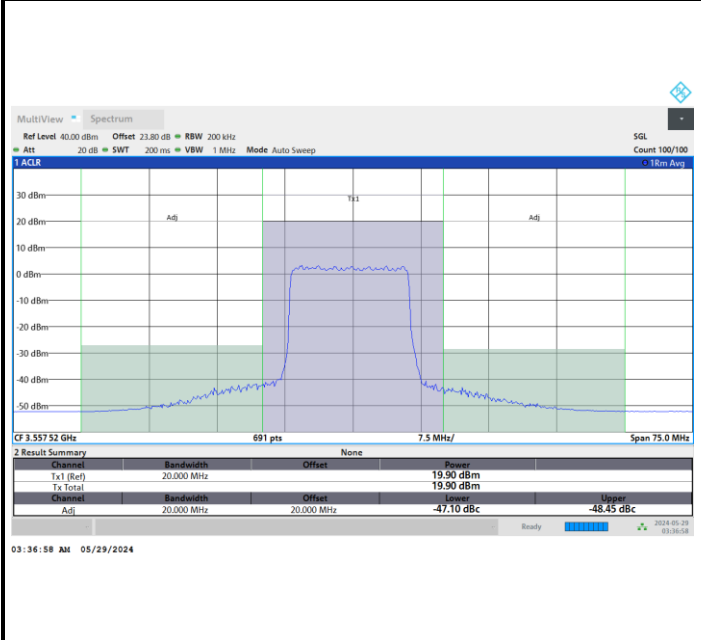 MultiView Spectrum
Ref Level 40.00 dBm Offset 23.80 dB RBW 200 kHz SGL
Att 20 dB SWT 200 ms VBW 1 MHz Mode Auto Sweep Count 100/100
1 ACLR 1Rm Avg
30 dBm
Tx1
Adj Adj
20 dBm
10 dBm
0 dBm
-10 dBm
-20 dBm
-30 dBm
-40 dBm
-50 dBm
CF 3.557 52 GHz 691 pts 7.5 MHz/ Span 75.0 MHz
2 Result Summary None
Channel Bandwidth Offset Power
Tx1 (Ref) 20.000 MHz 19.90 dBm
Tx Total 19.90 dBm
Channel Bandwidth Offset Lower Upper
Adj 20.000 MHz 20.000 MHz -47.10 dBc -48.45 dBc
Ready 2024-05-29
03:36:58
03:36:58 AM 05/29/2024